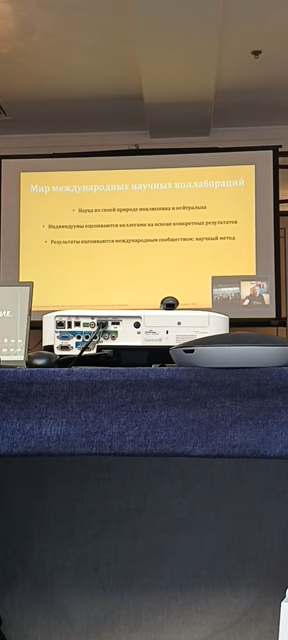 Мир международных научных коллабораций
• Наука по своей природе инклюзивна и нейтральна
• Индивидуумы оцениваются коллегами на основе конкретных результатов
• Результаты оцениваются международным сообществом: научный метод
НИЕ.